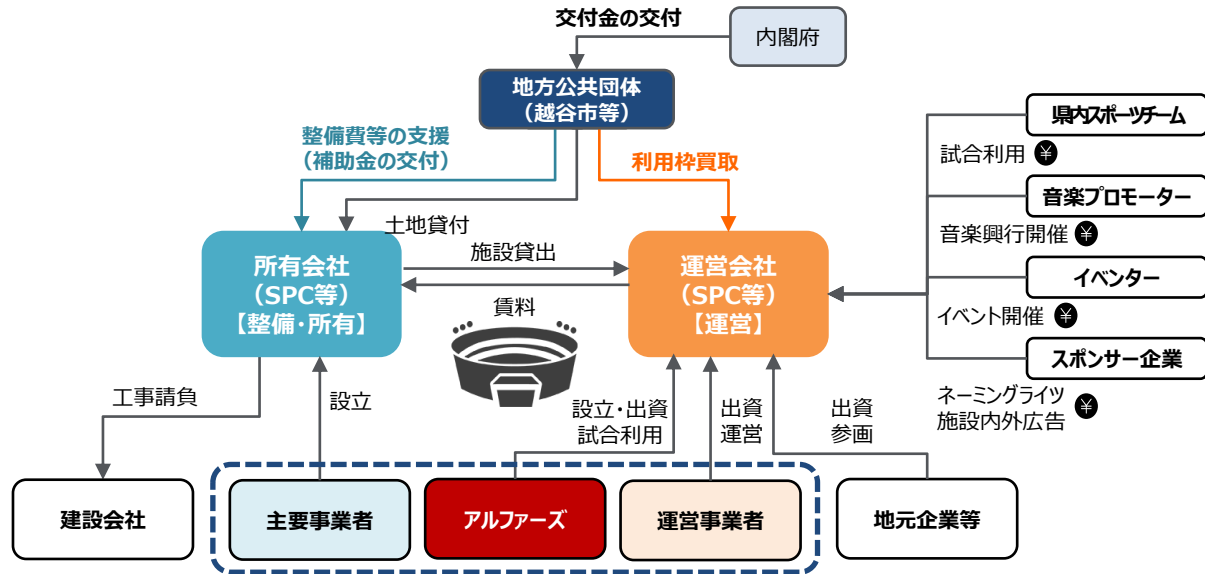 交付金の交付
内閣府
地方公共団体
（越谷市等）
整備費等の支援
（補助金の交付）
利用枠買取
土地貸付
県内スポーツチーム
試合利用 ¥
音楽プロモーター
音楽興行開催 ¥
イベンター
イベント開催 ¥
スポンサー企業
ネーミングライツ
施設内外広告 ¥
所有会社
（SPC等）
【整備・所有】
施設貸出
賃料
運営会社
（SPC等）
【運営】
工事請負
設立
設立・出資
試合利用
出資
運営
出資
参画
建設会社
主要事業者
アルファーズ
運営事業者
地元企業等